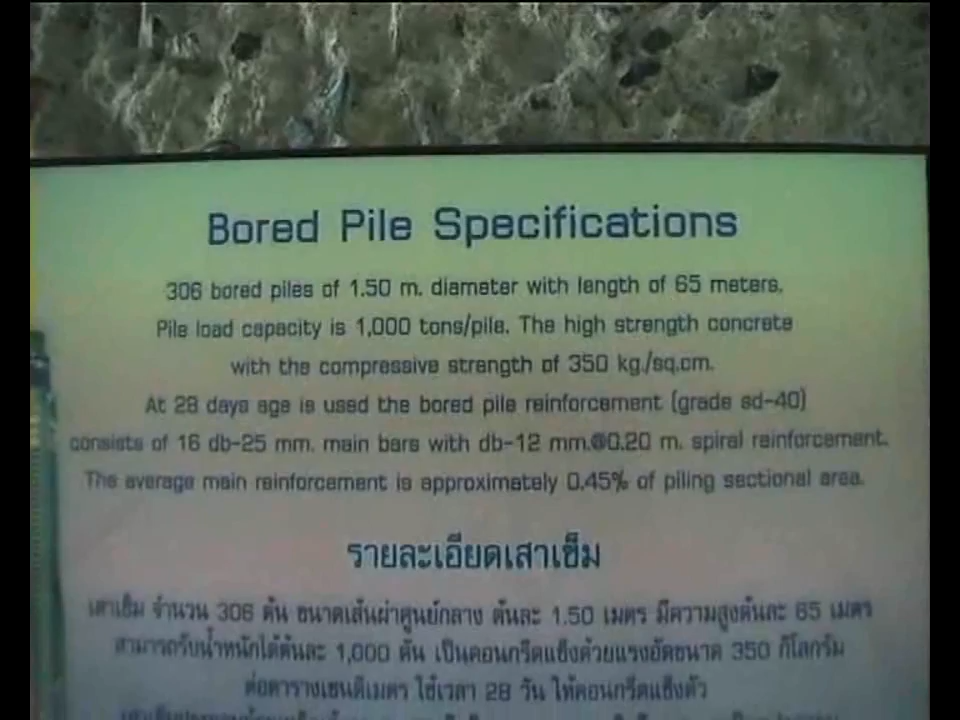 Bored Pile Specifications
306 bored piles of 1.50 m. diameter with length of 65 meters.
Pile load capacity is 1,000 tons/pile. The high strength concrete
with the compressive strength of 350 kg./sq.cm.
At 28 days age is used the bored pile reinforcement (grade sd-40)
consists of 16 db-25 mm. main bars with db-12 mm.@0.20 m. spiral reinforcement.
The average main reinforcement is approximately 0.45% of piling sectional area.
รายละเอียดเสาเข็ม
เสาเข็ม จำนวน 306 ต้น ขนาดเส้นผ่าศูนย์กลาง ต้นละ 1.50 เมตร มีความสูงต้นละ 65 เมตร
สามารถรับน้ำหนักได้ต้นละ 1,000 ตัน เป็นคอนกรีตแข็งด้วยแรงอัดขนาด 350 กิโลกรัม
ต่อตารางเซนติเมตร ใช้เวลา 28 วัน ให้คอนกรีตแข็งตัว